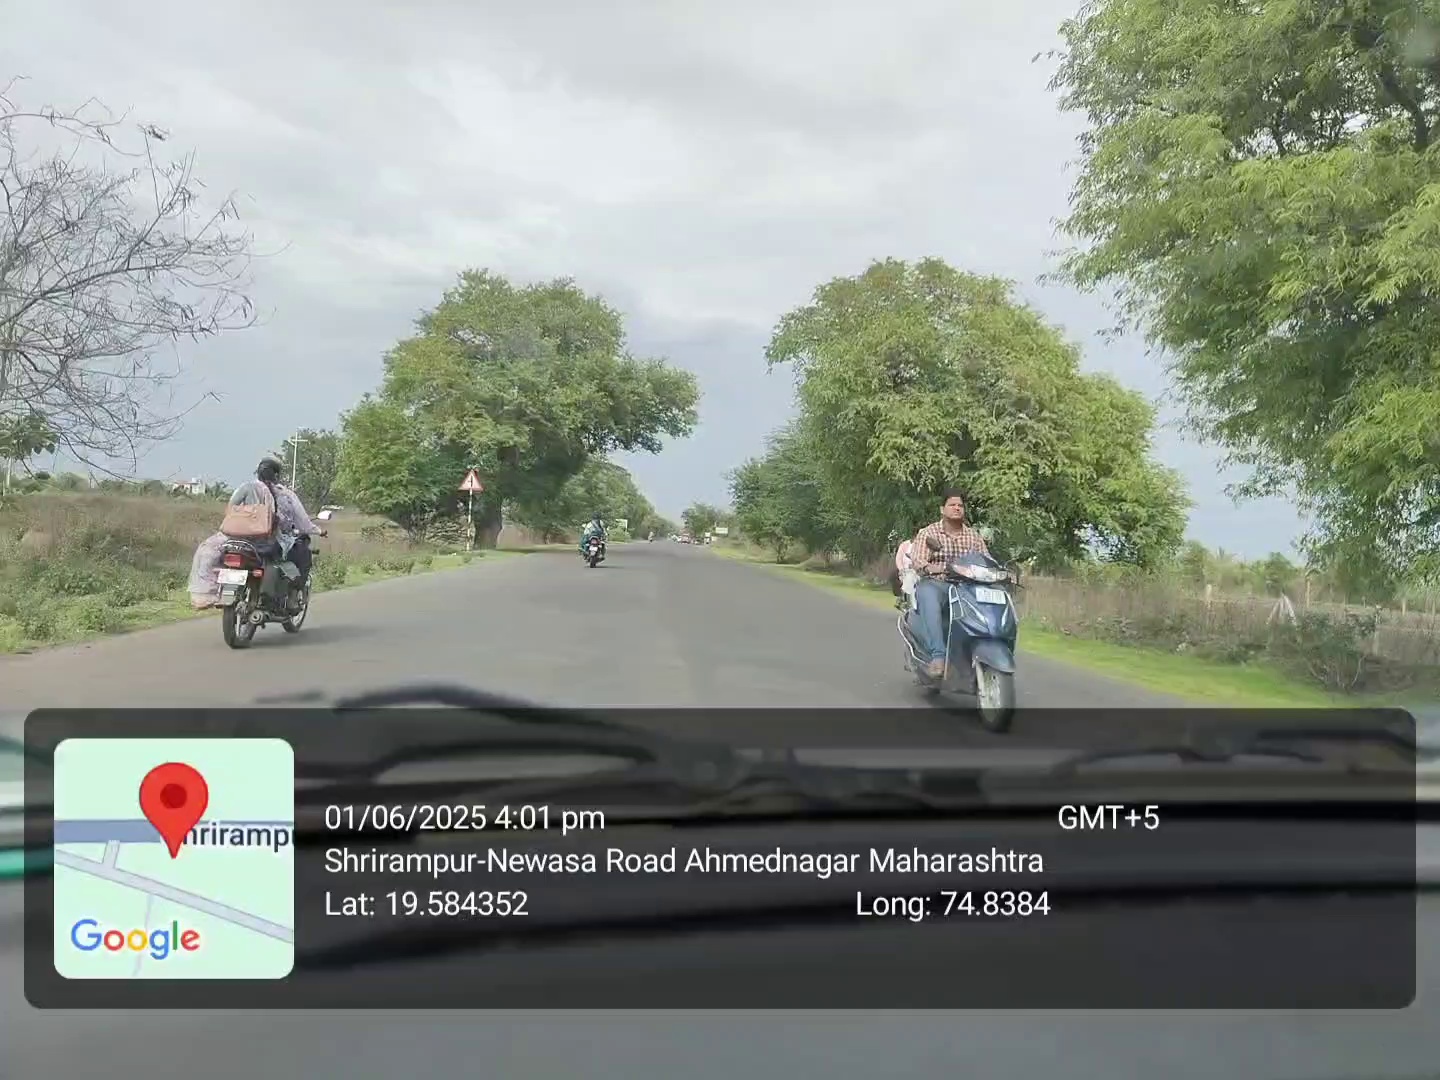 01/06/2025 4:01 pm GMT+5
Shrirampur-Newasa Road Ahmednagar Maharashtra
Lat: 19.584352 Long: 74.8384
Google